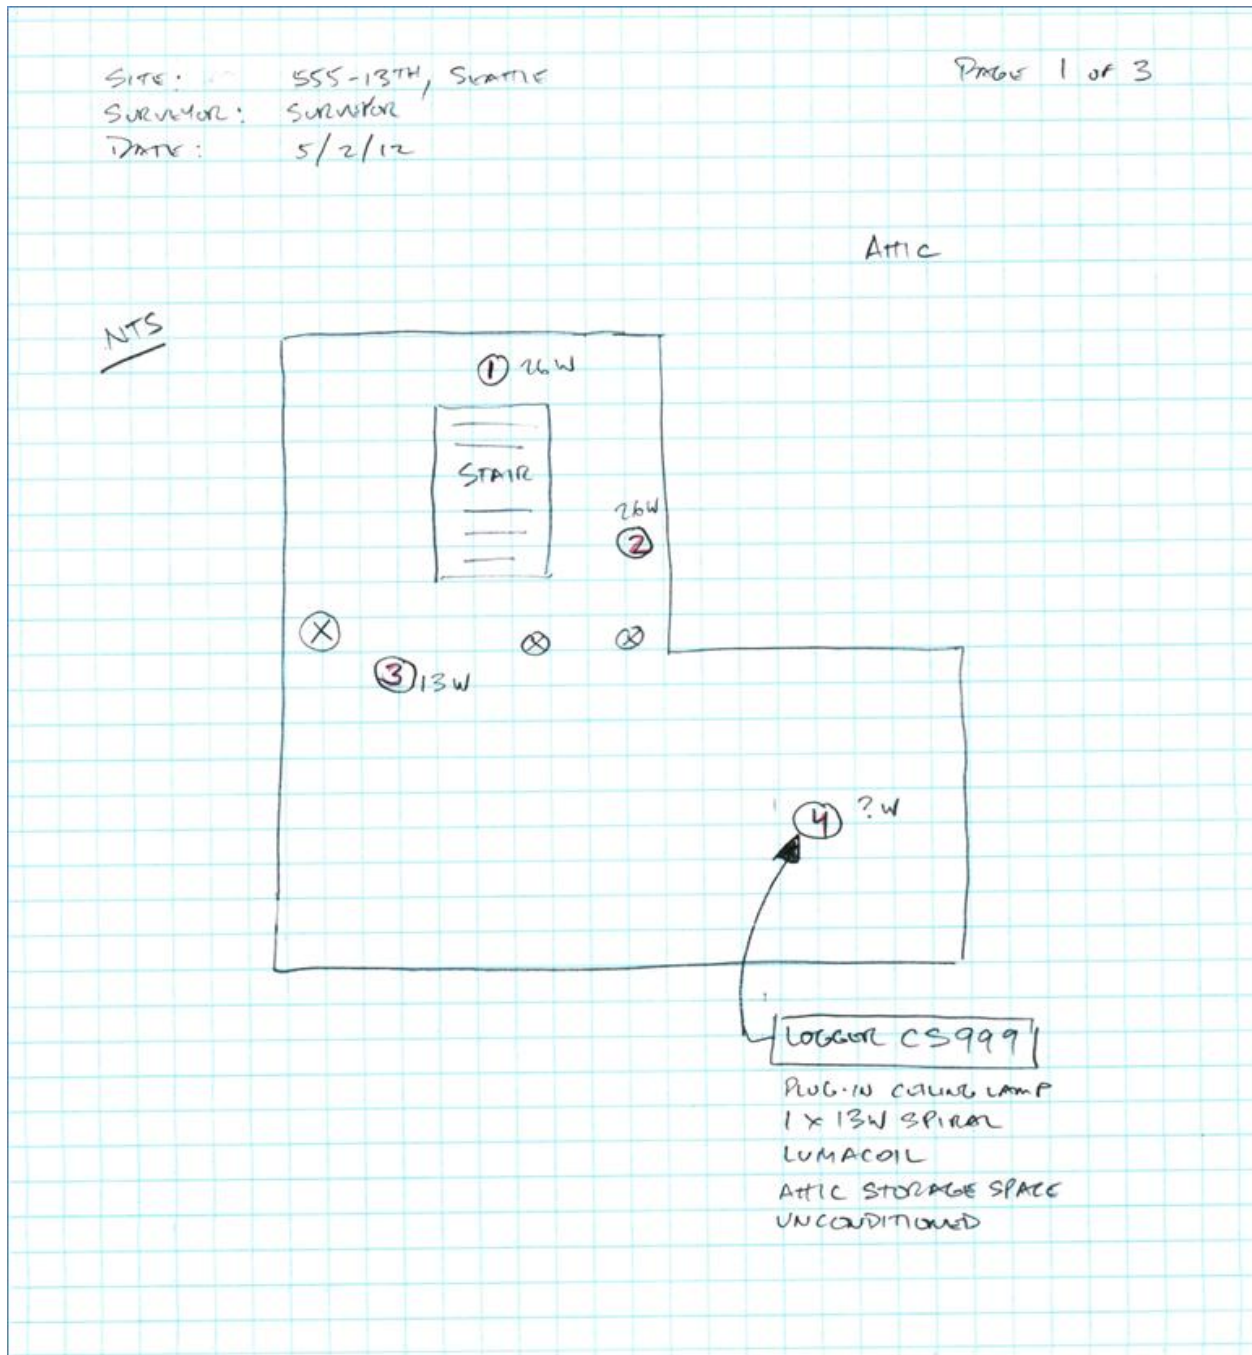 SITE: 555-13TH, SEATTLE
PAGE 1 OF 3
SURVEYOR: SURVEYOR
DATE: 5/2/12
ATTIC
NTS
1 26W
STAIR
26W
2
X X X
3 13W
4 ?W
LOGGER CS999
PLUG-IN CEILING LAMP
1 X 13W SPIRAL
LUMACOIL
ATTIC STORAGE SPACE
UNCONDITIONED